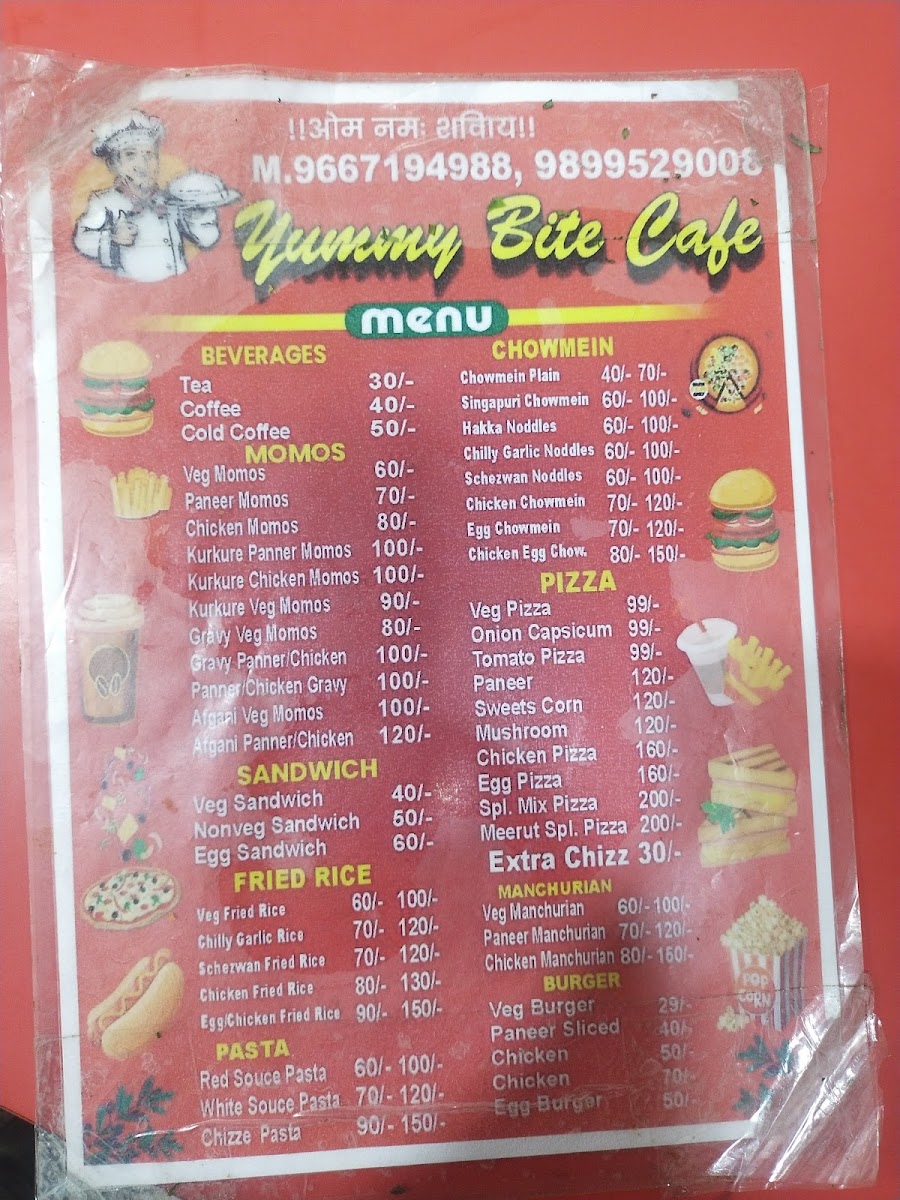 !!ओम नमः शविाय!!
M.9667194988, 9899529008
Yummy Bite Cafe
menu
BEVERAGES
Tea 30/-
Coffee 40/-
Cold Coffee 50/-
MOMOS
Veg Momos 60/-
Paneer Momos 70/-
Chicken Momos 80/-
Kurkure Panner Momos 100/-
Kurkure Chicken Momos 100/-
Kurkure Veg Momos 90/-
Gravy Veg Momos 80/-
Gravy Panner/Chicken 100/-
Panner/Chicken Gravy 100/-
Afgani Veg Momos 100/-
Afgani Panner/Chicken 120/-
SANDWICH
Veg Sandwich 40/-
Nonveg Sandwich 50/-
Egg Sandwich 60/-
FRIED RICE
Veg Fried Rice 60/- 100/-
Chilly Garlic Rice 70/- 120/-
Schezwan Fried Rice 70/- 120/-
Chicken Fried Rice 80/- 130/-
Egg/Chicken Fried Rice 90/- 150/-
PASTA
Red Souce Pasta 60/- 100/-
White Souce Pasta 70/- 120/-
Chizze Pasta 90/- 150/-
CHOWMEIN
Chowmein Plain 40/- 70/-
Singapuri Chowmein 60/- 100/-
Hakka Noddles 60/- 100/-
Chilly Garlic Noddles 60/- 100/-
Schezwan Noddles 60/- 100/-
Chicken Chowmein 70/- 120/-
Egg Chowmein 70/- 120/-
Chicken Egg Chow. 80/- 150/-
PIZZA
Veg Pizza 99/-
Onion Capsicum 99/-
Tomato Pizza 99/-
Paneer 120/-
Sweets Corn 120/-
Mushroom 120/-
Chicken Pizza 160/-
Egg Pizza 160/-
Spl. Mix Pizza 200/-
Meerut Spl. Pizza 200/-
Extra Chizz 30/-
MANCHURIAN
Veg Manchurian 60/- 100/-
Paneer Manchurian 70/- 120/-
Chicken Manchurian 80/- 160/-
BURGER
Veg Burger 29/-
Paneer Sliced 40/-
Chicken 50/-
Chicken 70/-
Egg Burger 50/-
POP
CORN